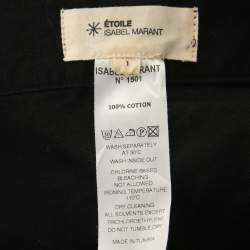 ÉTOILE
ISABEL MARANT
1
ISABEL MARANT
N° 1501
100% COTTON
WASH SEPARATELY
AT 30°C
WASH INSIDE OUT
CHLORINE BASED
BLEACHING
NOT ALLOWED
IRONING TEMPERATURE
110°C
DRY CLEANING
ALL SOLVENTS EXCEPT
TRICHLOROETHYLENE
DO NOT TUMBLE DRY
MADE IN